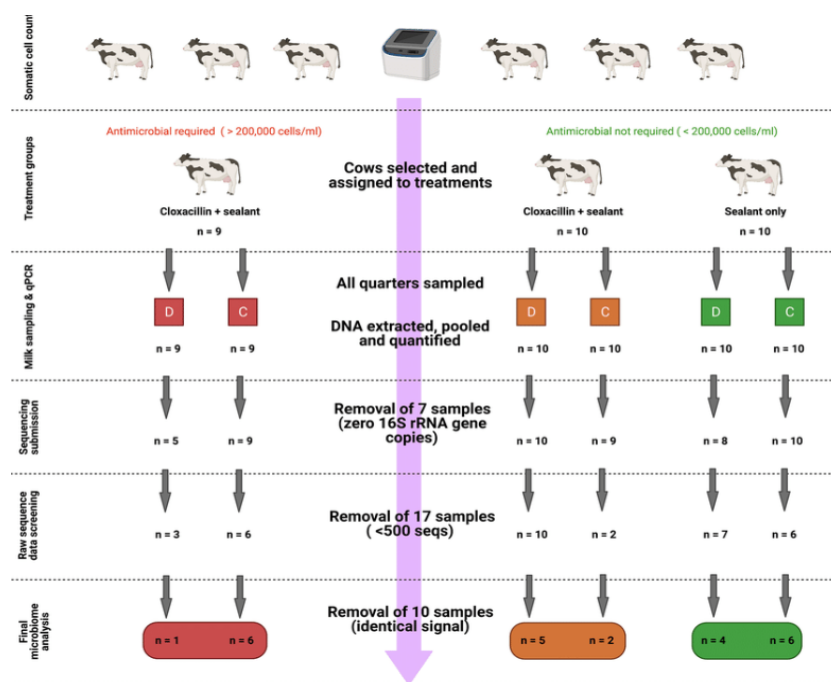 Somatic cell coun
Antimicrobial required ( > 200,000 cells/ml)
Antimicrobial not required ( < 200,000 cells/ml)
Treatment groups
Cows selected and
assigned to treatments
Cloxacillin + sealant
n = 9
Cloxacillin + sealant
n = 10
Sealant only
n = 10
Milk sampling & qPCR
All quarters sampled
D C D C D C
DNA extracted, pooled
and quantified
n = 9 n = 9 n = 10 n = 10 n = 10 n = 10
Sequencing
submission
Removal of 7 samples
(zero 16S rRNA gene
copies)
n = 5 n = 9 n = 10 n = 9 n = 8 n = 10
Raw sequence
data screening
Removal of 17 samples
( <500 seqs)
n = 3 n = 6 n = 10 n = 2 n = 7 n = 6
Final
microbiome
analysis
Removal of 10 samples
(identical signal)
n = 1 n = 6 n = 5 n = 2 n = 4 n = 6